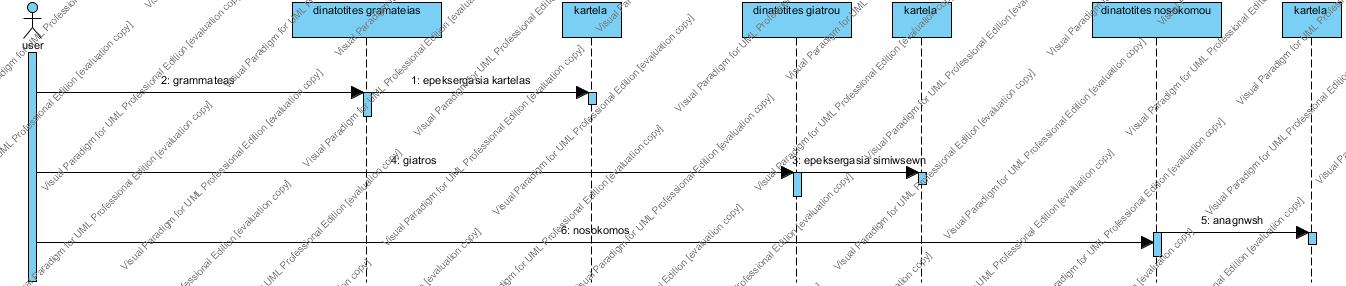 dinatotites gramateias
kartela
dinatotites giatrou
kartela
dinatotites nosokomou
kartela
user
2: grammateas
1: epeksergasia kartelas
4: giatros
3: epeksergasia simiwsewn
5: anagnwsh
6: nosokomos
Visual Paradigm for UML Professional Edition [evaluation copy]